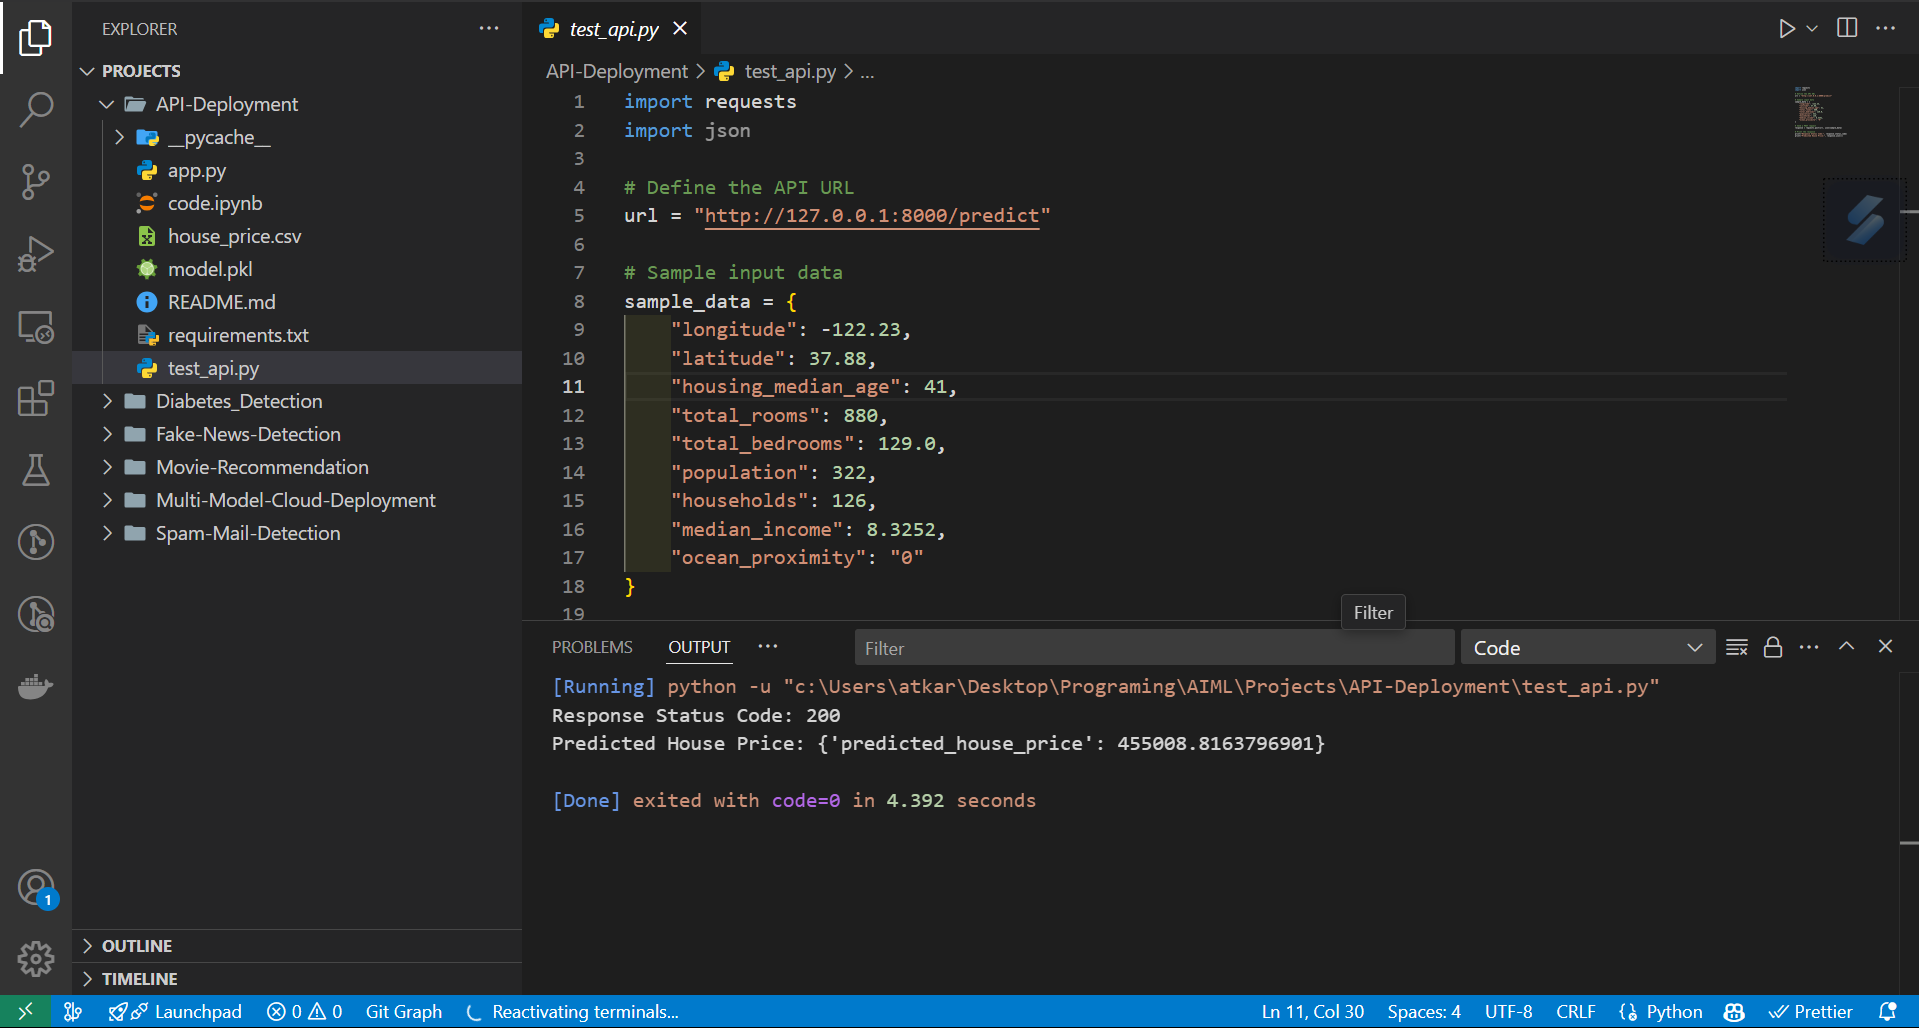 EXPLORER
PROJECTS
API-Deployment
__pycache__
app.py
code.ipynb
house_price.csv
model.pkl
README.md
requirements.txt
test_api.py
Diabetes_Detection
Fake-News-Detection
Movie-Recommendation
Multi-Model-Cloud-Deployment
Spam-Mail-Detection
OUTLINE
TIMELINE
test_api.py
API-Deployment > test_api.py > ...
1 import requests
2 import json
3
4 # Define the API URL
5 url = "http://127.0.0.1:8000/predict"
6
7 # Sample input data
8 sample_data = {
9 "longitude": -122.23,
10 "latitude": 37.88,
11 "housing_median_age": 41,
12 "total_rooms": 880,
13 "total_bedrooms": 129.0,
14 "population": 322,
15 "households": 126,
16 "median_income": 8.3252,
17 "ocean_proximity": "0"
18 }
19
Filter
PROBLEMS OUTPUT ··· Filter Code
[Running] python -u "c:\Users\atkar\Desktop\Programing\AIML\Projects\API-Deployment\test_api.py"
Response Status Code: 200
Predicted House Price: {'predicted_house_price': 455008.8163796901}
[Done] exited with code=0 in 4.392 seconds
1
Launchpad 0 0 Git Graph Reactivating terminals... Ln 11, Col 30 Spaces: 4 UTF-8 CRLF Python Prettier